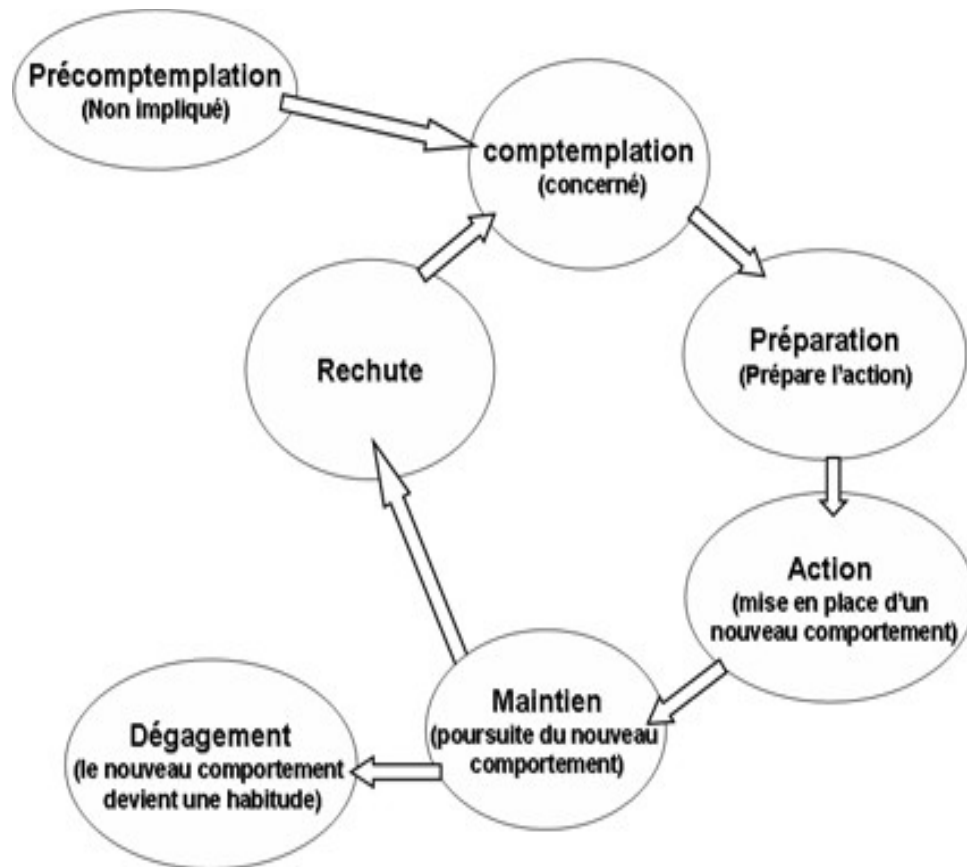 Précomptemplation
(Non impliqué)
comptemplation
(concerné)
Préparation
(Prépare l'action)
Rechute
Action
(mise en place d'un
nouveau comportement)
Maintien
(poursuite du nouveau
comportement)
Dégagement
(le nouveau comportement
devient une habitude)